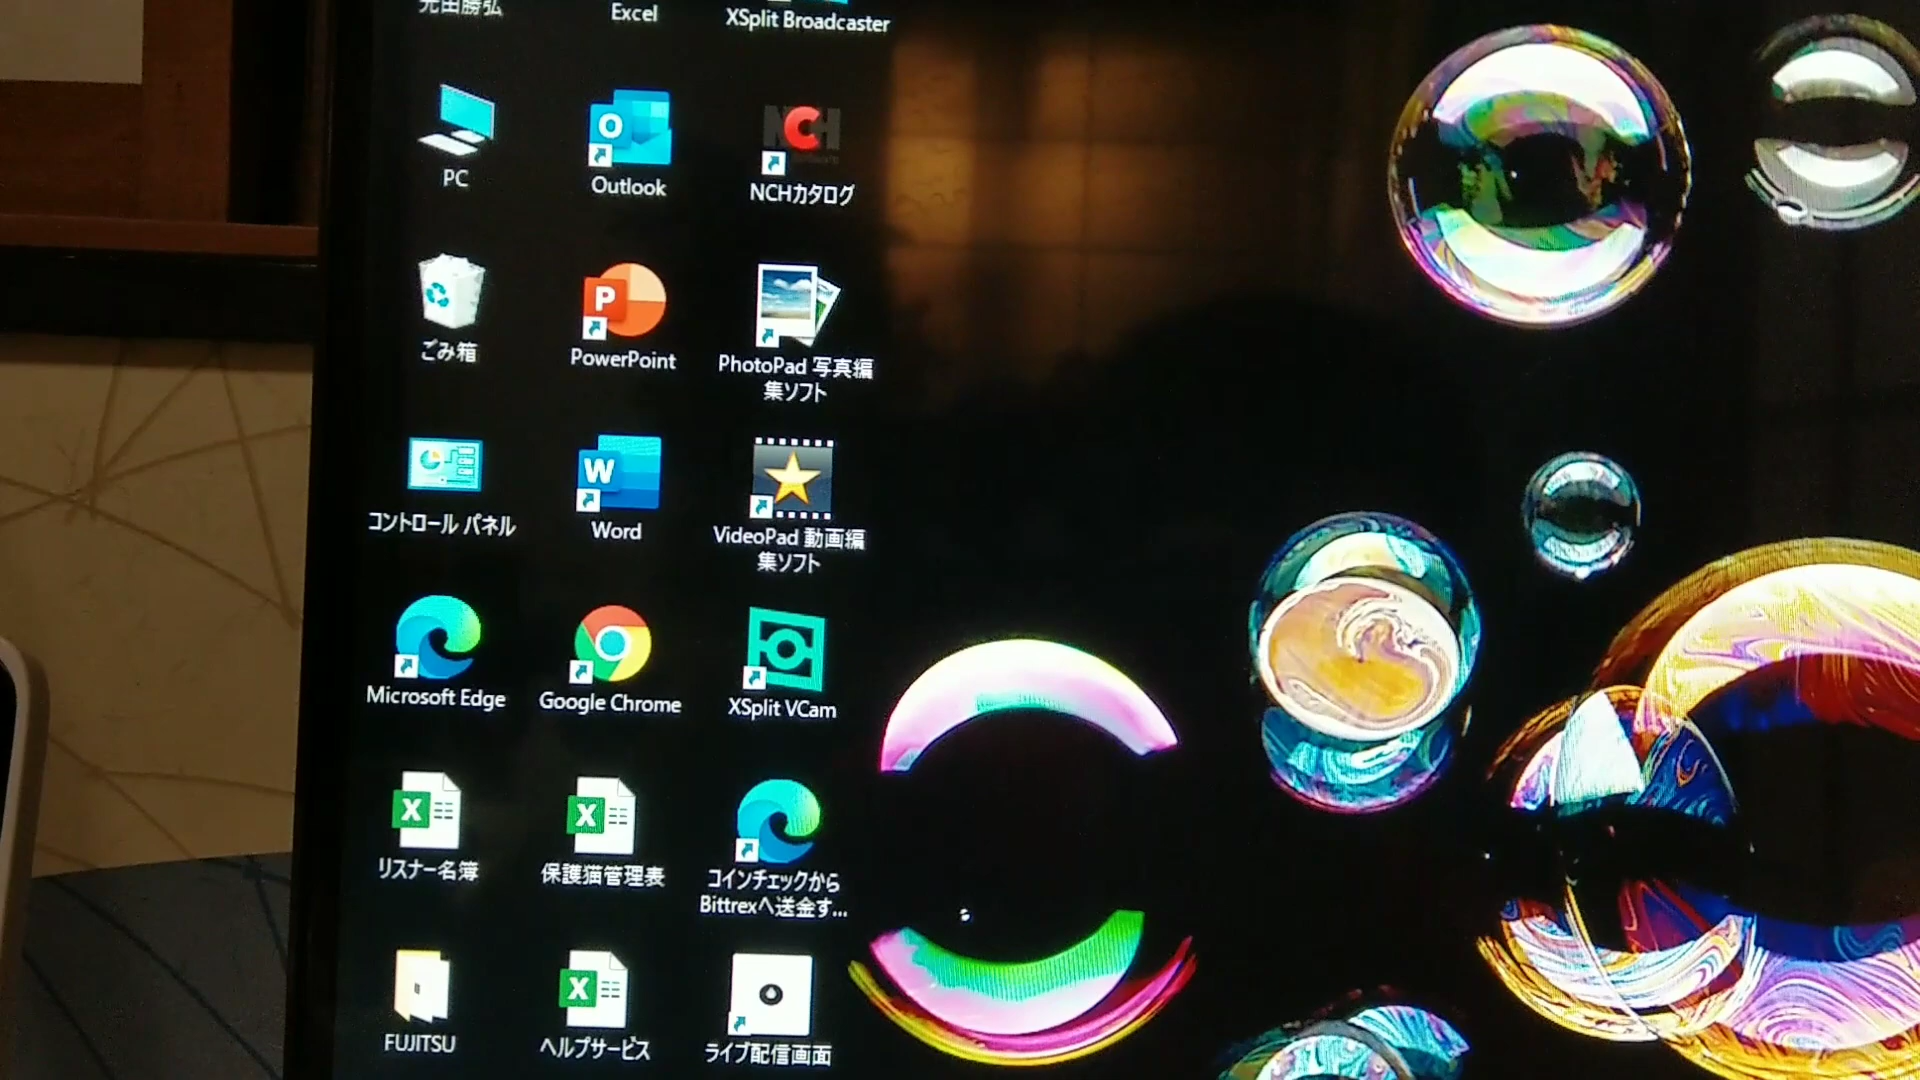 Excel
XSplit Broadcaster
PC
Outlook
NCHカタログ
ごみ箱
PowerPoint
PhotoPad 写真編
集ソフト
コントロール パネル
Word
VideoPad 動画編
集ソフト
Microsoft Edge
Google Chrome
XSplit VCam
リスナー名簿
保護猫管理表
コインチェックから
Bittrexへ送金す...
FUJITSU
ヘルプサービス
ライブ配信画面